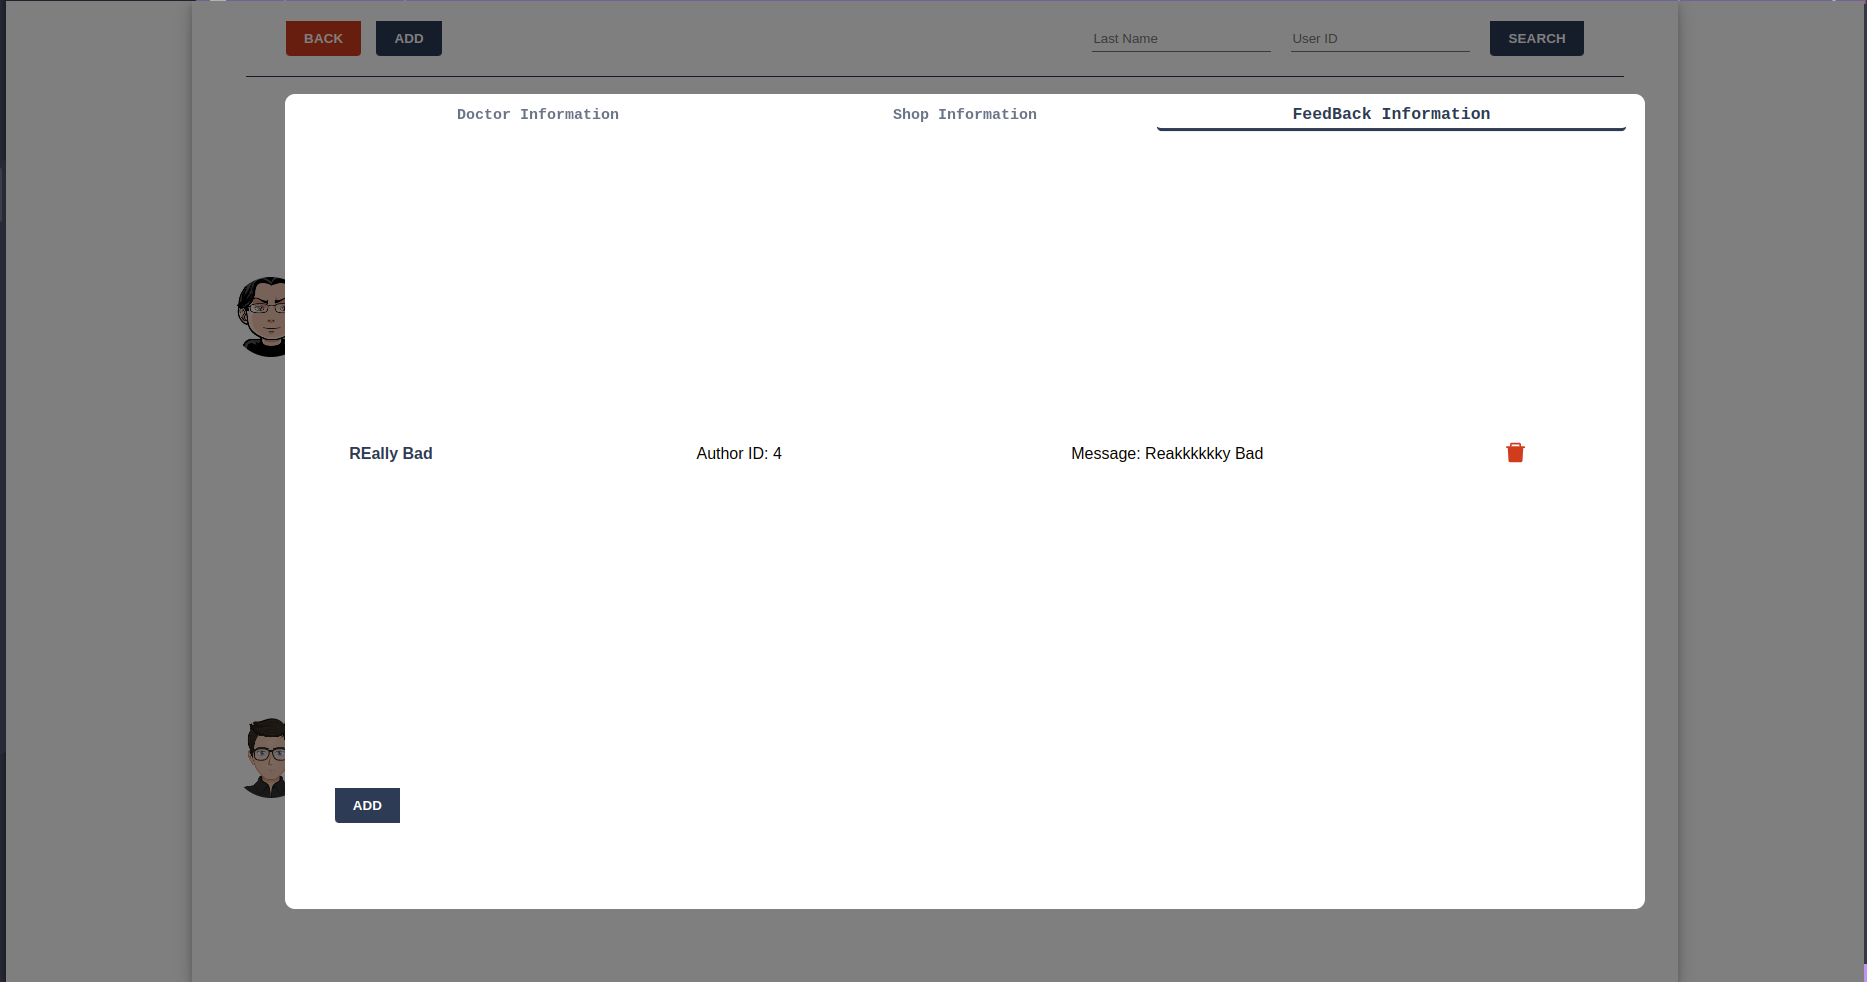 BACK ADD Last Name User ID SEARCH
Doctor Information Shop Information FeedBack Information
REally Bad Author ID: 4 Message: Reakkkkkky Bad
ADD